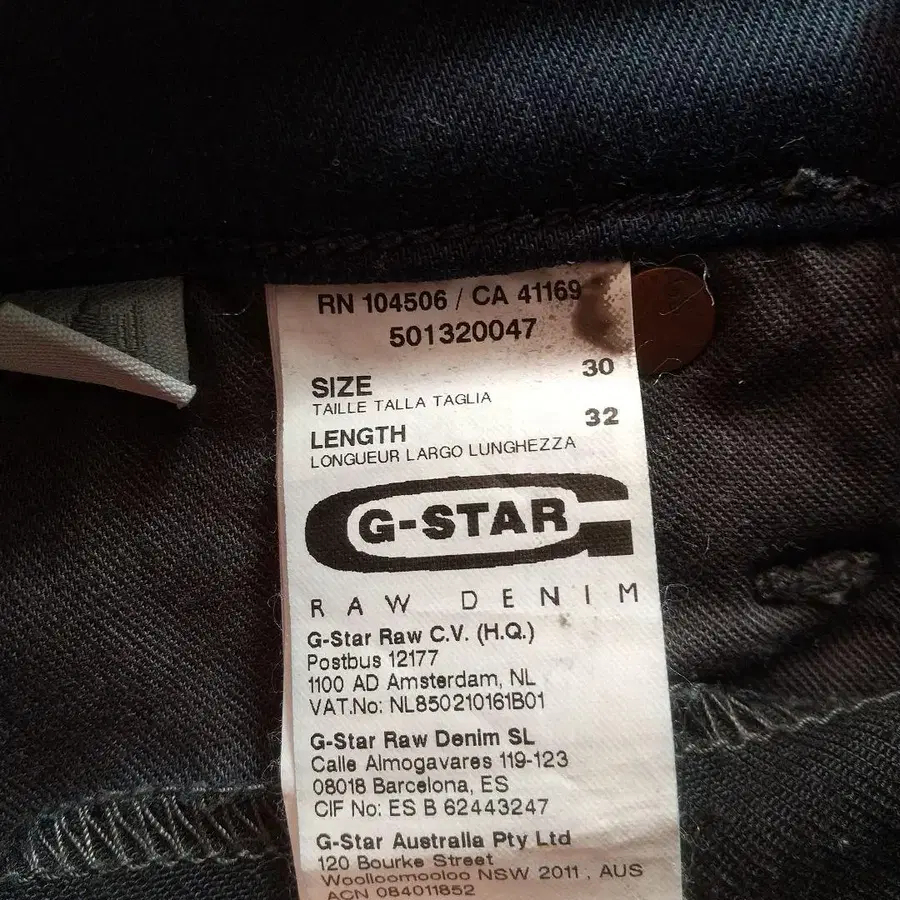 RN 104506 / CA 41169
501320047
SIZE 30
TAILLE TALLA TAGLIA
LENGTH 32
LONGUEUR LARGO LUNGHEZZA
G-STAR
RAW DENIM
G-Star Raw C.V. (H.Q.)
Postbus 12177
1100 AD Amsterdam, NL
VAT.No: NL850210161B01
G-Star Raw Denim SL
Calle Almogavares 119-123
08018 Barcelona, ES
CIF No: ES B 62443247
G-Star Australia Pty Ltd
120 Bourke Street
Woolloomooloo NSW 2011, AUS
ACN 084011852